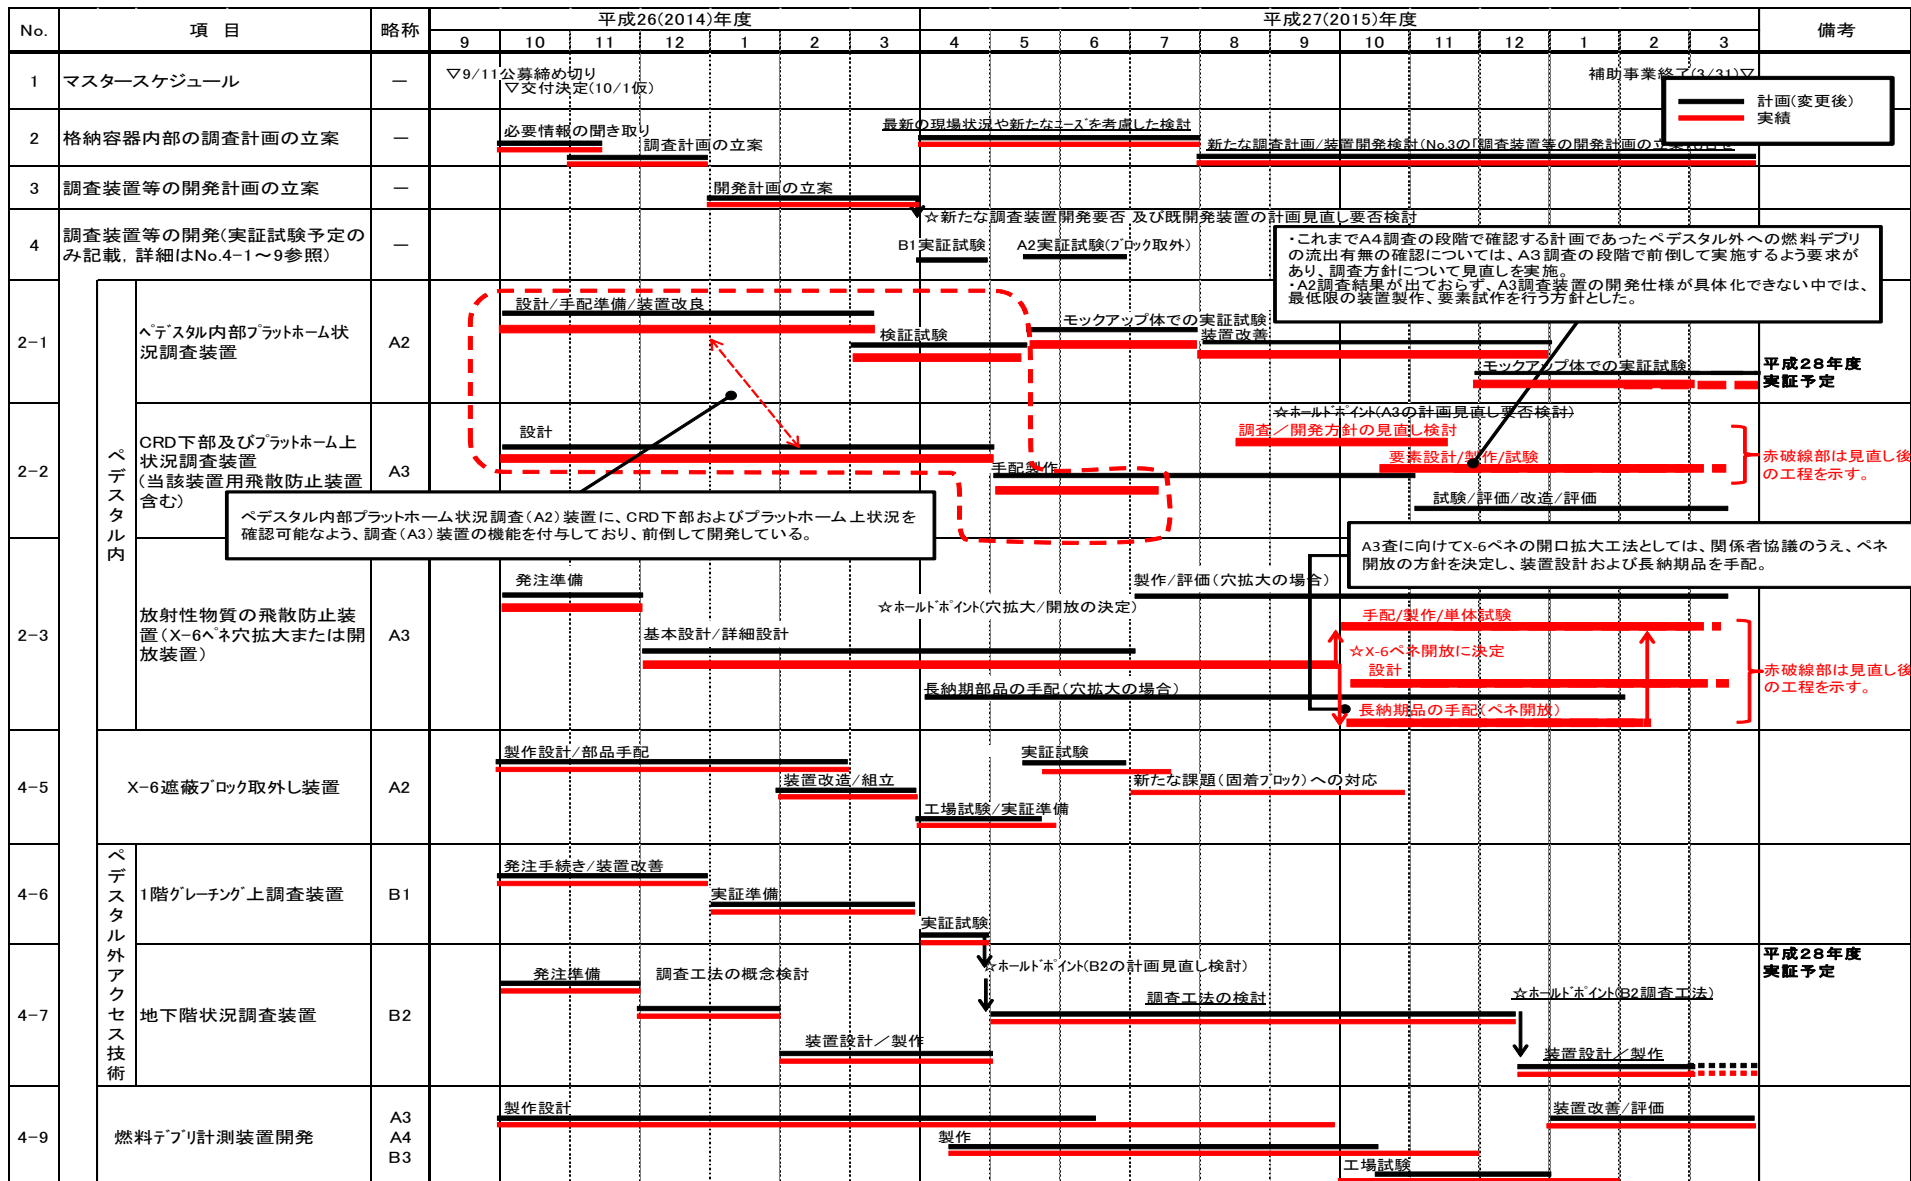 No.
項　目
略称
平成26(2014)年度
平成27(2015)年度
備考
9 10 11 12 1 2 3 4 5 6 7 8 9 10 11 12 1 2 3
1 マスタースケジュール －
▽9/11公募締め切り
▽交付決定(10/1仮)
補助事業終了(3/31)▽
計画(変更後)
実績
2 格納容器内部の調査計画の立案 －
必要情報の聞き取り
調査計画の立案
最新の現場状況や新たなニーズを考慮した検討
新たな調査計画/装置開発検討(No.3の「調査装置等の開発計画の立案」
3 調査装置等の開発計画の立案 －
開発計画の立案
4 調査装置等の開発(実証試験予定の
み記載, 詳細はNo.4-1～9参照) －
☆新たな調査装置開発要否 及び既開発装置の計画見直し要否検討
B1実証試験
A2実証試験(ブロック取外)
・これまでA4調査の段階で確認する計画であったペデスタル外への燃料デブリ
の流出有無の確認については、A3調査の段階で前倒して実施するよう要求が
あり、調査方針について見直しを実施。
・A2調査結果が出ておらず、A3調査装置の開発仕様が具体化できない中では、
最低限の装置製作、要素試作を行う方針とした。
ペデスタル内
2-1 ペデスタル内部プラットホーム状
況調査装置 A2
設計/手配準備/装置改良
検証試験
モックアップ体での実証試験
装置改善
モックアップ体での実証試験
平成28年度
実証予定
2-2 CRD下部及びプラットホーム上
状況調査装置
(当該装置用飛散防止装置
含む) A3
設計
手配製作
☆ホールドポイント(A3の計画見直し要否検討)
調査／開発方針の見直し検討
要素設計/製作/試験
試験/評価/改造/評価
赤破線部は見直し後
の工程を示す。
ペデスタル内部プラットホーム状況調査(A2)装置に、CRD下部およびプラットホーム上状況を
確認可能なよう、調査(A3)装置の機能を付与しており、前倒して開発している。
A3査に向けてX-6ペネの開口拡大工法としては、関係者協議のうえ、ペネ
開放の方針を決定し、装置設計および長納期品を手配。
2-3 放射性物質の飛散防止装
置(X-6ペネ穴拡大または開
放装置) A3
発注準備
基本設計/詳細設計
☆ホールドポイント(穴拡大/開放の決定)
製作/評価(穴拡大の場合)
手配/製作/単体試験
☆X-6ペネ開放に決定
設計
長納期部品の手配(穴拡大の場合)
長納期品の手配(ペネ開放)
赤破線部は見直し後
の工程を示す。
4-5 X-6遮蔽ブロック取外し装置 A2
製作設計/部品手配
装置改造/組立
工場試験/実証準備
実証試験
新たな課題(固着ブロック)への対応
ペデスタル外アクセス技術
4-6 1階グレーチング上調査装置 B1
発注手続き/装置改善
実証準備
実証試験
4-7 地下階状況調査装置 B2
発注準備
調査工法の概念検討
装置設計／製作
☆ホールドポイント(B2の計画見直し検討)
調査工法の検討
☆ホールドポイント(B2調査工法)
装置設計／製作
平成28年度
実証予定
4-9 燃料デブリ計測装置開発 A3
A4
B3
製作設計
製作
工場試験
装置改善/評価